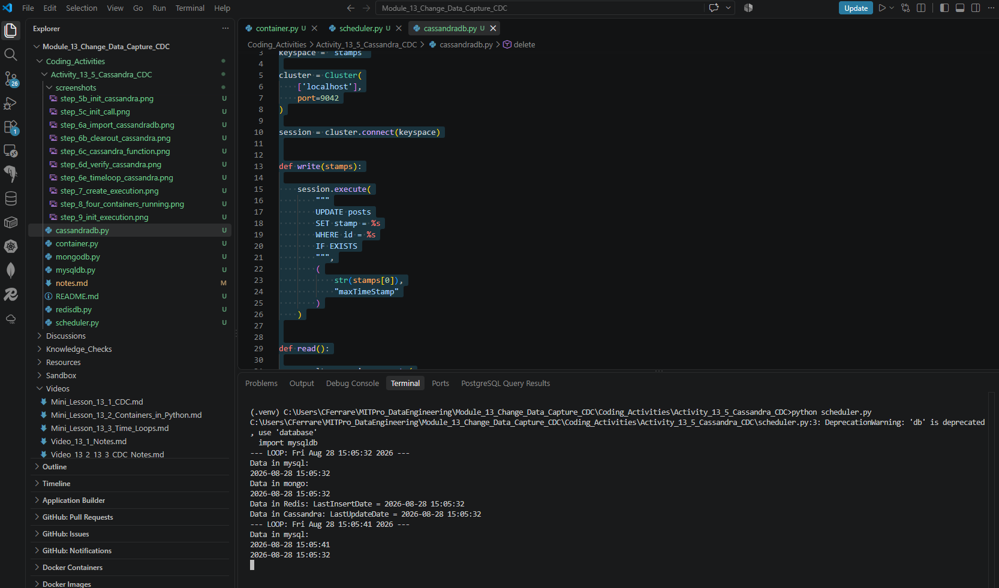 File Edit Selection View Go Run Terminal Help
Module_13_Change_Data_Capture_CDC
Update
Explorer
Module_13_Change_Data_Capture_CDC
Coding_Activities
Activity_13_5_Cassandra_CDC
screenshots
step_5b_init_cassandra.png U
step_5c_init_call.png U
step_6a_import_cassandradb.png U
step_6b_clearout_cassandra.png U
step_6c_cassandra_function.png U
step_6d_verify_cassandra.png U
step_6e_timeloop_cassandra.png U
step_7_create_execution.png U
step_8_four_containers_running.png U
step_9_init_execution.png U
cassandradb.py U
container.py U
mongodb.py U
mysqldb.py U
notes.md M
README.md U
redisdb.py U
scheduler.py U
Discussions
Knowledge_Checks
Resources
Sandbox
Videos
Mini_Lesson_13_1_CDC.md
Mini_Lesson_13_2_Containers_in_Python.md
Mini_Lesson_13_3_Time_Loops.md
Video_13_1_Notes.md
Video_13_2_13_3_CDC_Notes.md
Outline
Timeline
Application Builder
GitHub: Pull Requests
GitHub: Issues
GitHub: Notifications
Docker Containers
Docker Images
26
1
container.py U
scheduler.py U
cassandradb.py U
Coding_Activities > Activity_13_5_Cassandra_CDC > cassandradb.py > delete
3 keyspace = "stamps"
4
5 cluster = Cluster(
6 ['localhost'],
7 port=9042
8 )
9
10 session = cluster.connect(keyspace)
11
12
13 def write(stamps):
14
15 session.execute(
16 """
17 UPDATE posts
18 SET stamp = %s
19 WHERE id = %s
20 IF EXISTS
21 """,
22 (
23 str(stamps[0]),
24 "maxTimeStamp"
25 )
26 )
27
28
29 def read():
30
Problems Output Debug Console Terminal Ports PostgreSQL Query Results
(.venv) C:\Users\CFerrare\MITPro_DataEngineering\Module_13_Change_Data_Capture_CDC\Coding_Activities\Activity_13_5_Cassandra_CDC>python scheduler.py
C:\Users\CFerrare\MITPro_DataEngineering\Module_13_Change_Data_Capture_CDC\Coding_Activities\Activity_13_5_Cassandra_CDC\scheduler.py:3: DeprecationWarning: 'db' is deprecated
, use 'database'
import mysqldb
--- LOOP: Fri Aug 28 15:05:32 2026 ---
Data in mysql:
2026-08-28 15:05:32
Data in mongo:
2026-08-28 15:05:32
Data in Redis: LastInsertDate = 2026-08-28 15:05:32
Data in Cassandra: LastUpdateDate = 2026-08-28 15:05:32
--- LOOP: Fri Aug 28 15:05:41 2026 ---
Data in mysql:
2026-08-28 15:05:41
2026-08-28 15:05:32